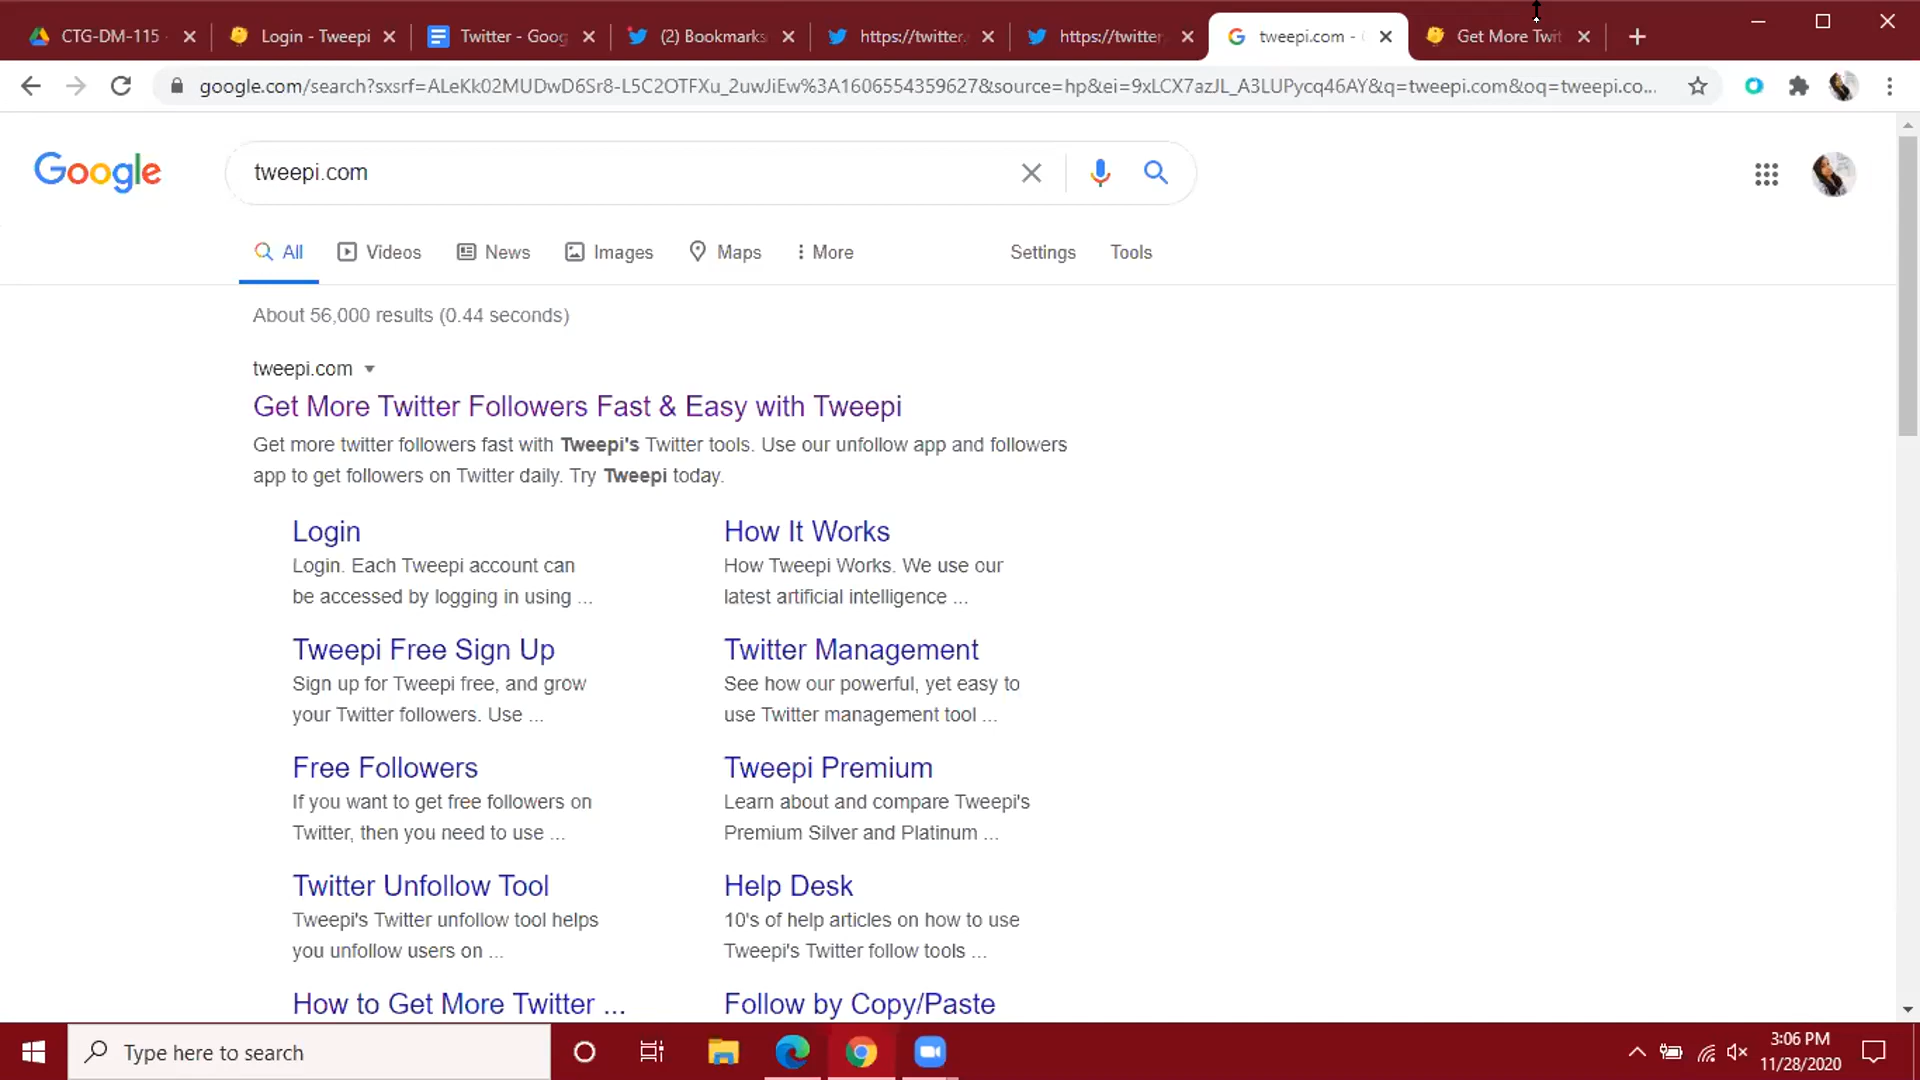 CTG-DM-115
Login - Tweepi
Twitter - Goog
(2) Bookmarks
https://twitter.
https://twitter.
tweepi.com -
Get More Twit
google.com/search?sxsrf=ALeKk02MUDwD6Sr8-L5C2OTFXu_2uwJiEw%3A1606554359627&source=hp&ei=9xLCX7azJL_A3LUPycq46AY&q=tweepi.com&oq=tweepi.co...
Google
tweepi.com
All
Videos
News
Images
Maps
More
Settings
Tools
About 56,000 results (0.44 seconds)
tweepi.com
Get More Twitter Followers Fast & Easy with Tweepi
Get more twitter followers fast with Tweepi's Twitter tools. Use our unfollow app and followers
app to get followers on Twitter daily. Try Tweepi today.
Login
Login. Each Tweepi account can
be accessed by logging in using ...
How It Works
How Tweepi Works. We use our
latest artificial intelligence ...
Tweepi Free Sign Up
Sign up for Tweepi free, and grow
your Twitter followers. Use ...
Twitter Management
See how our powerful, yet easy to
use Twitter management tool ...
Free Followers
If you want to get free followers on
Twitter, then you need to use ...
Tweepi Premium
Learn about and compare Tweepi's
Premium Silver and Platinum ...
Twitter Unfollow Tool
Tweepi's Twitter unfollow tool helps
you unfollow users on ...
Help Desk
10's of help articles on how to use
Tweepi's Twitter follow tools ...
How to Get More Twitter ...
Follow by Copy/Paste
Type here to search
3:06 PM
11/28/2020